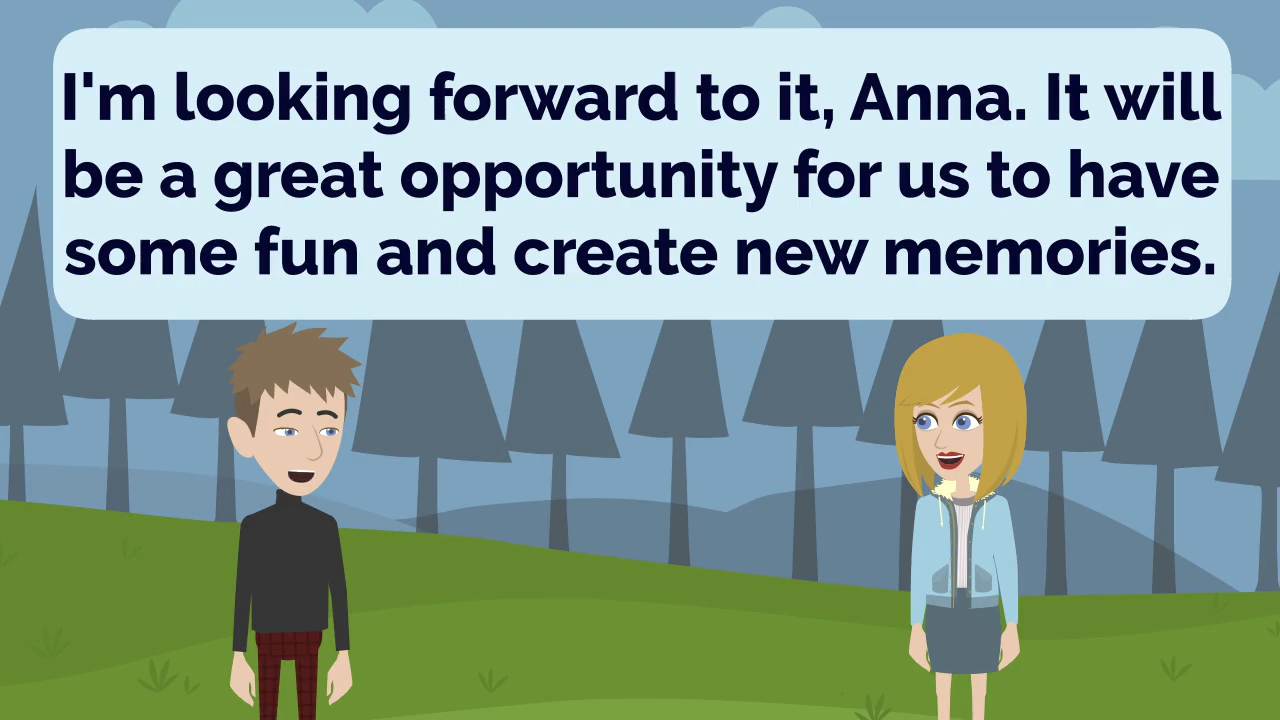 I'm looking forward to it, Anna. It will
be a great opportunity for us to have
some fun and create new memories.